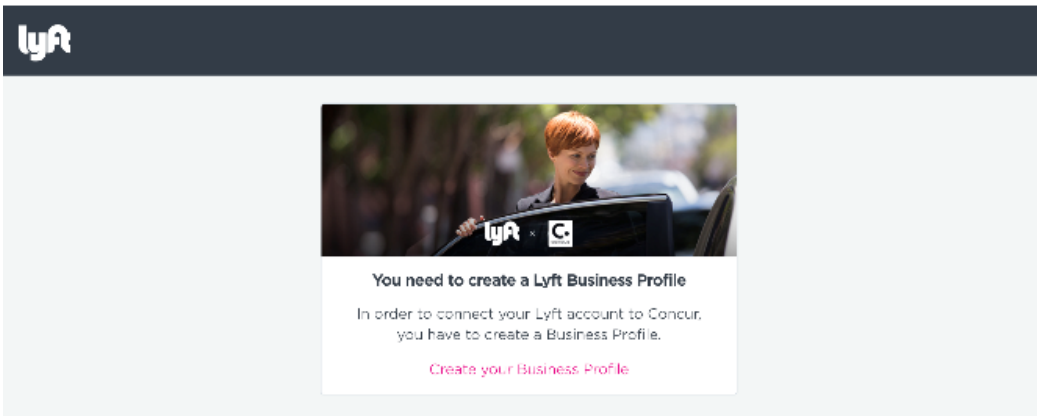 lyft
lyft × C.
You need to create a Lyft Business Profile
In order to connect your Lyft account to Concur,
you have to create a Business Profile.
Create your Business Profile